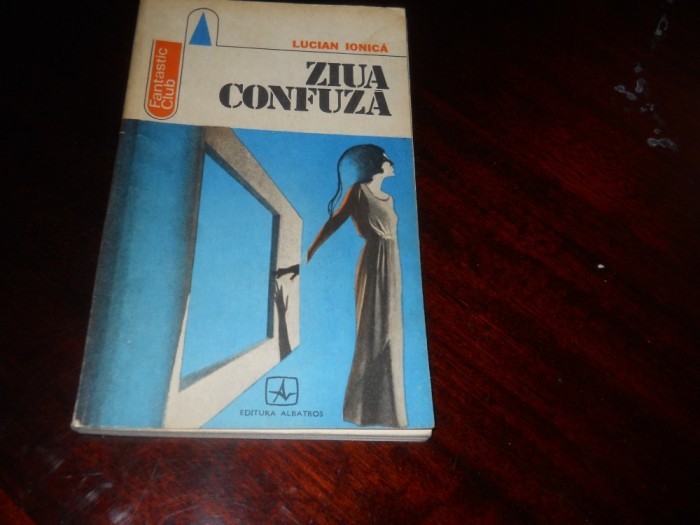 LUCIAN IONICĂ
ZIUA
CONFUZĂ
Fantastic
Club
EDITURA ALBATROS